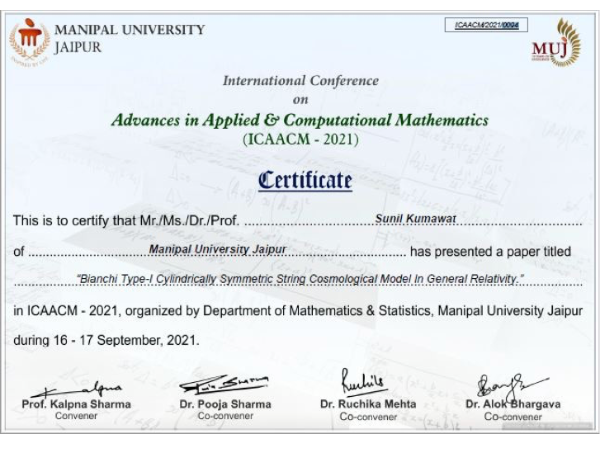 MANIPAL UNIVERSITY
JAIPUR
ICAACM/2021/0094
MUJ
International Conference
on
Advances in Applied & Computational Mathematics
(ICAACM - 2021)
Certificate
This is to certify that Mr./Ms./Dr./Prof. Sunil Kumawat
of Manipal University Jaipur has presented a paper titled
"Bianchi Type-I Cylindrically Symmetric String Cosmological Model In General Relativity."
in ICAACM - 2021, organized by Department of Mathematics & Statistics, Manipal University Jaipur
during 16 - 17 September, 2021.
Prof. Kalpna Sharma
Convener
Dr. Pooja Sharma
Co-convener
Dr. Ruchika Mehta
Co-convener
Dr. Alok Bhargava
Co-convener